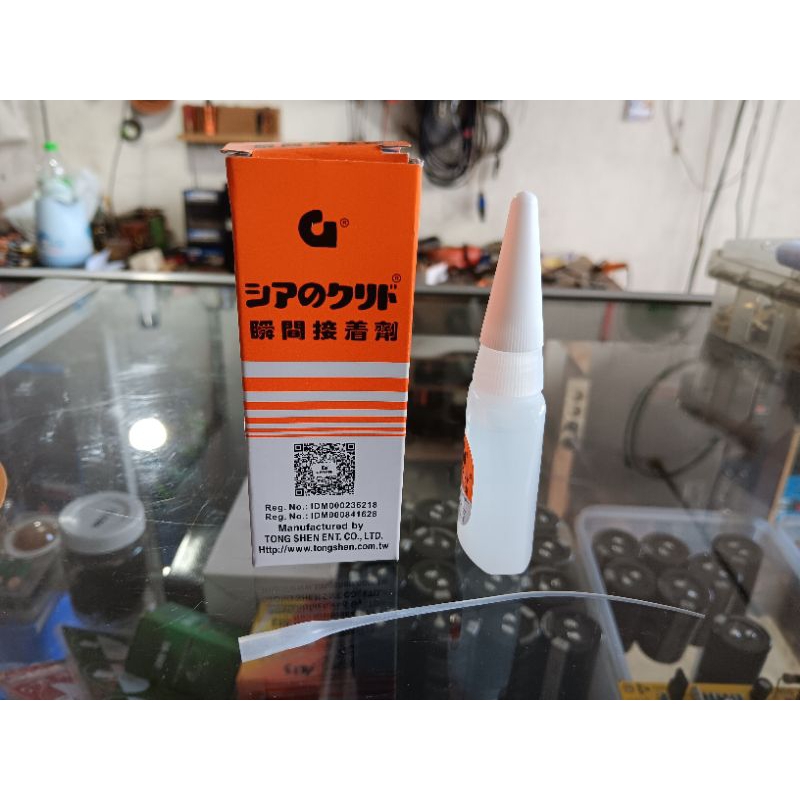 G®
シアのクリド®
瞬間接着劑
Reg. No.: IDM000236218
Reg. No.: IDM000841628
Manufactured by
TONG SHEN ENT. CO., LTD.
Http://www.tongshen.com.tw